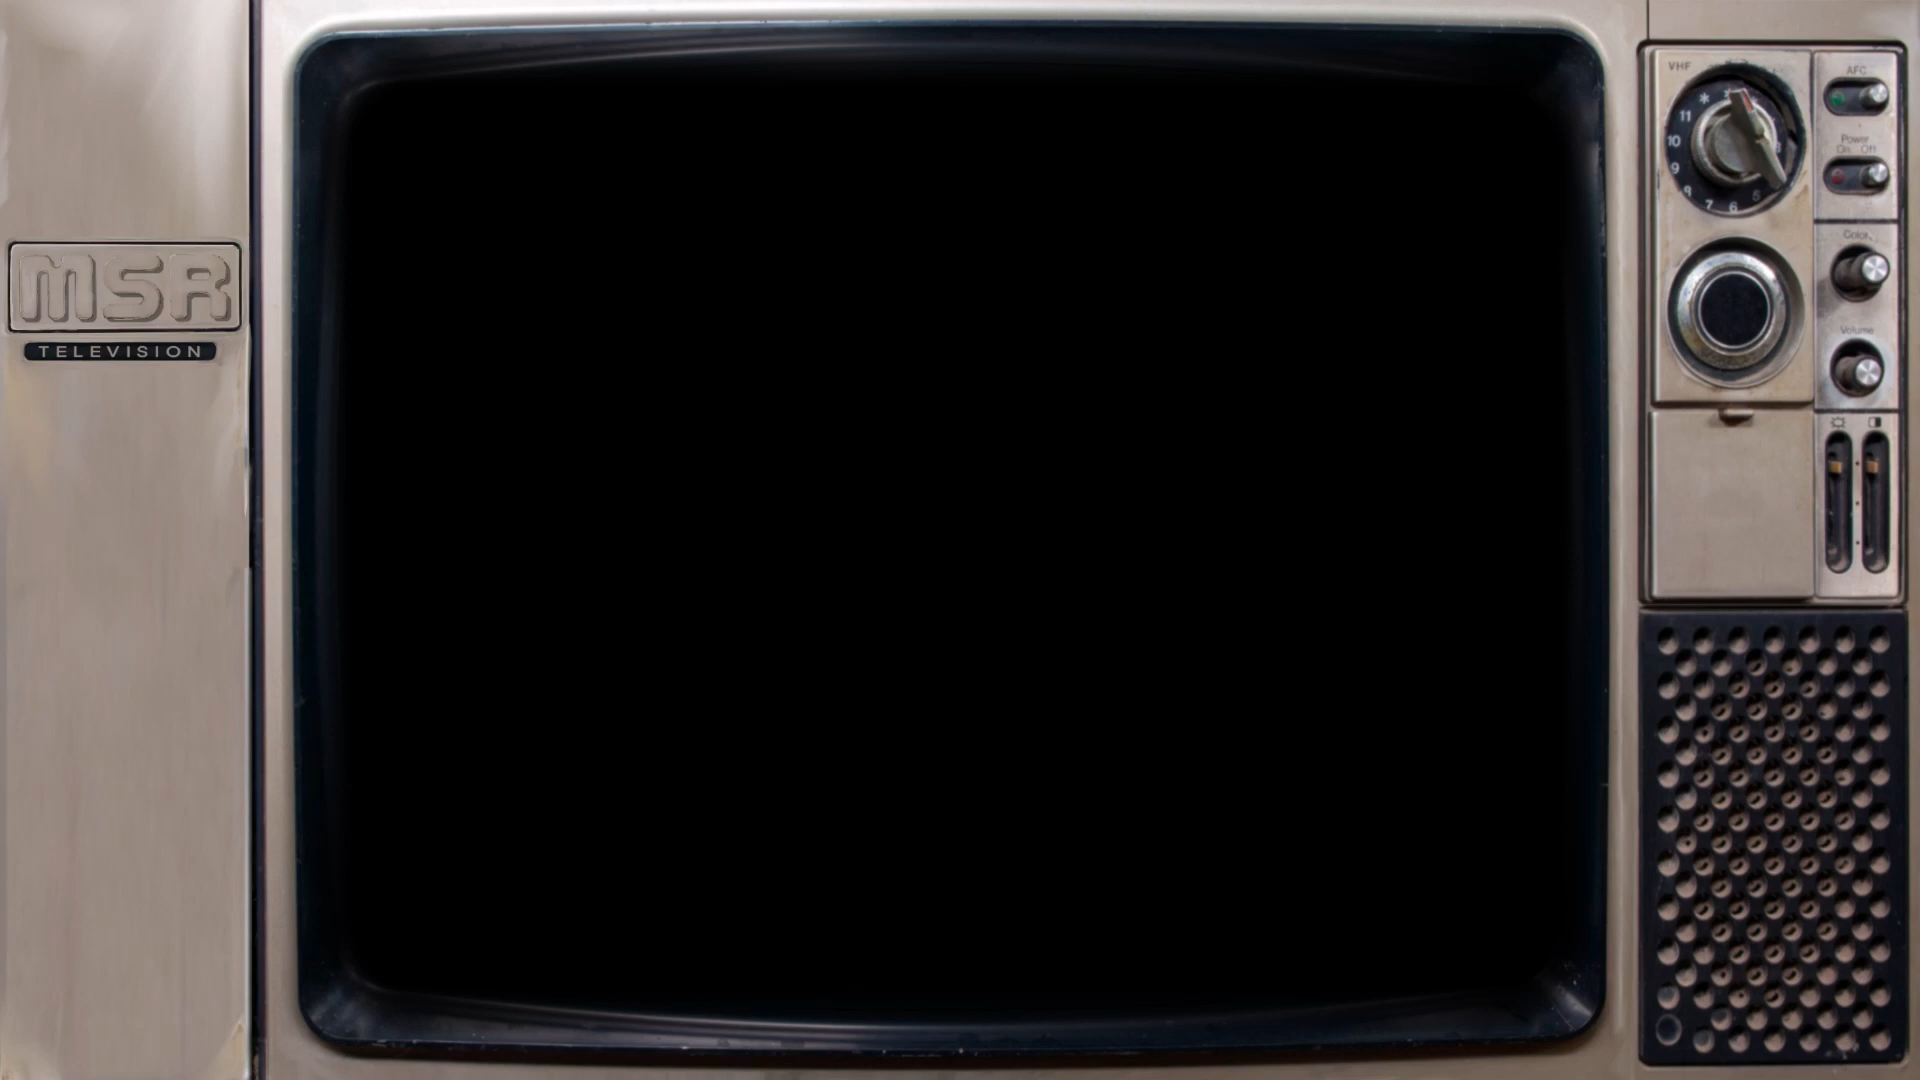 MSR
TELEVISION
VHF
AFC
Power
On Off
Color
Volume
11
10
9
8
7
6
5